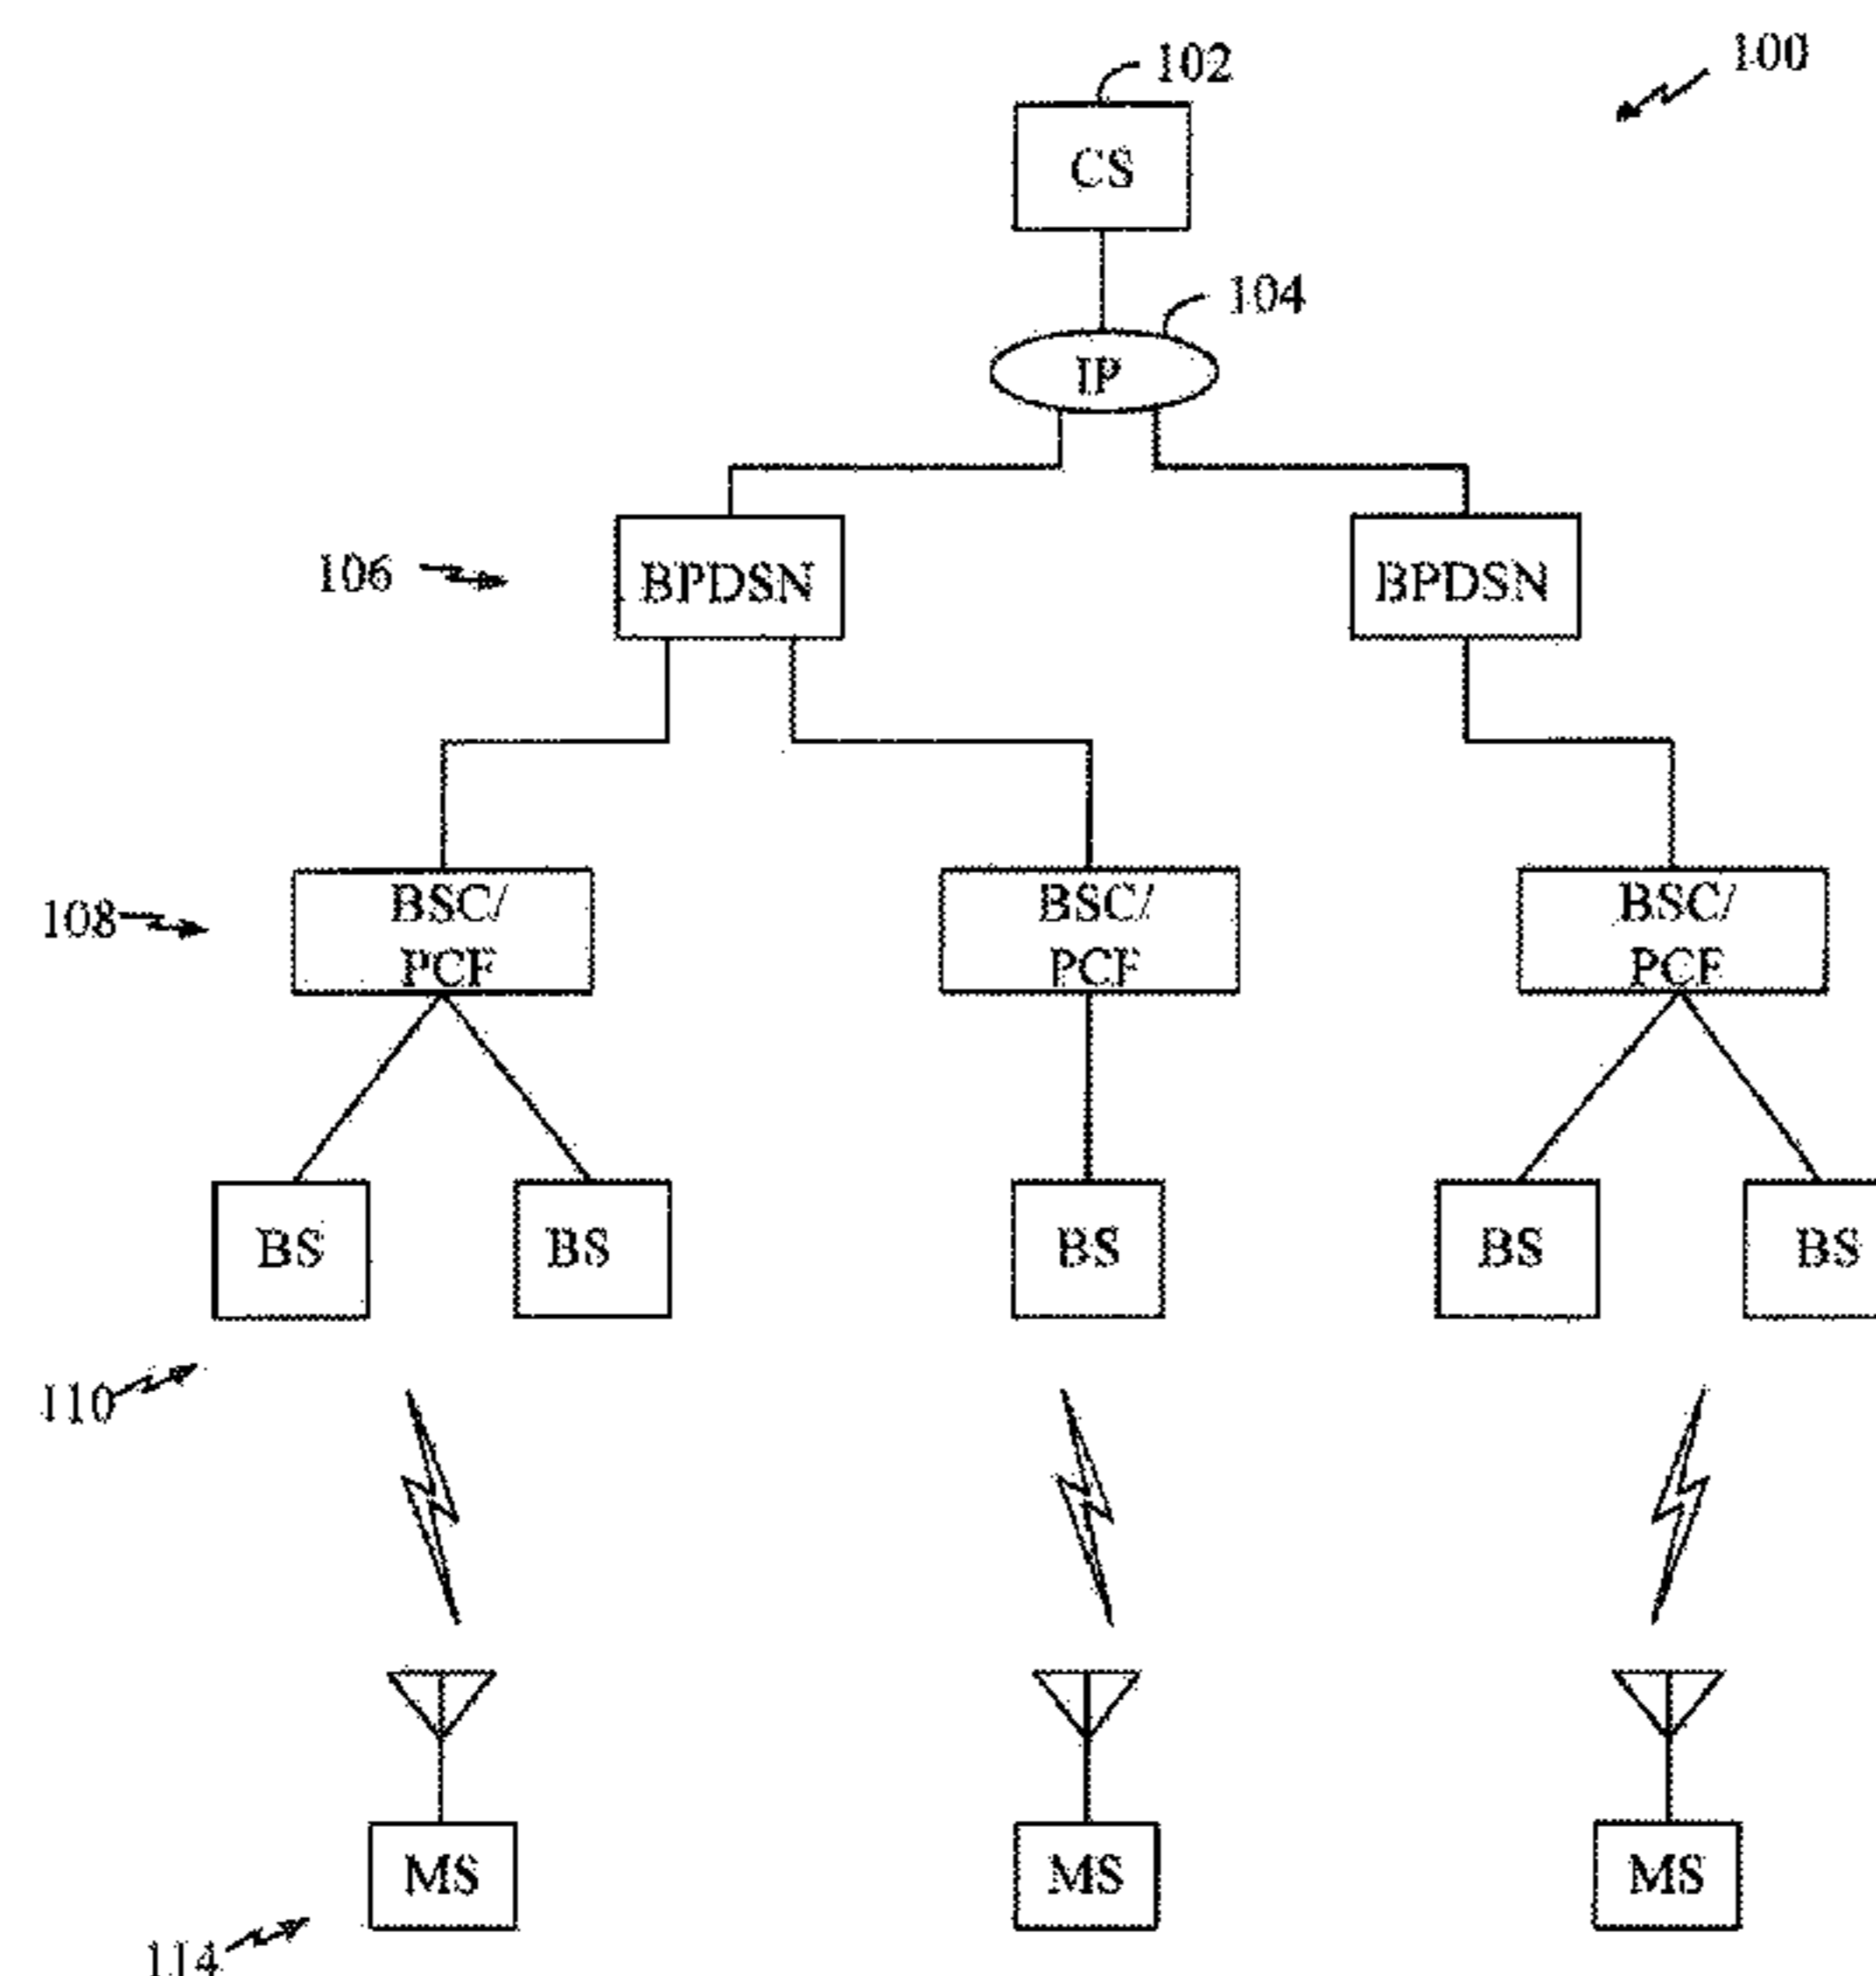 102
100
CS
104
IP
106
BPDSN
BPDSN
108
BSC/
PCF
BSC/
PCF
BSC/
PCF
BS
BS
BS
BS
BS
110
MS
MS
MS
114